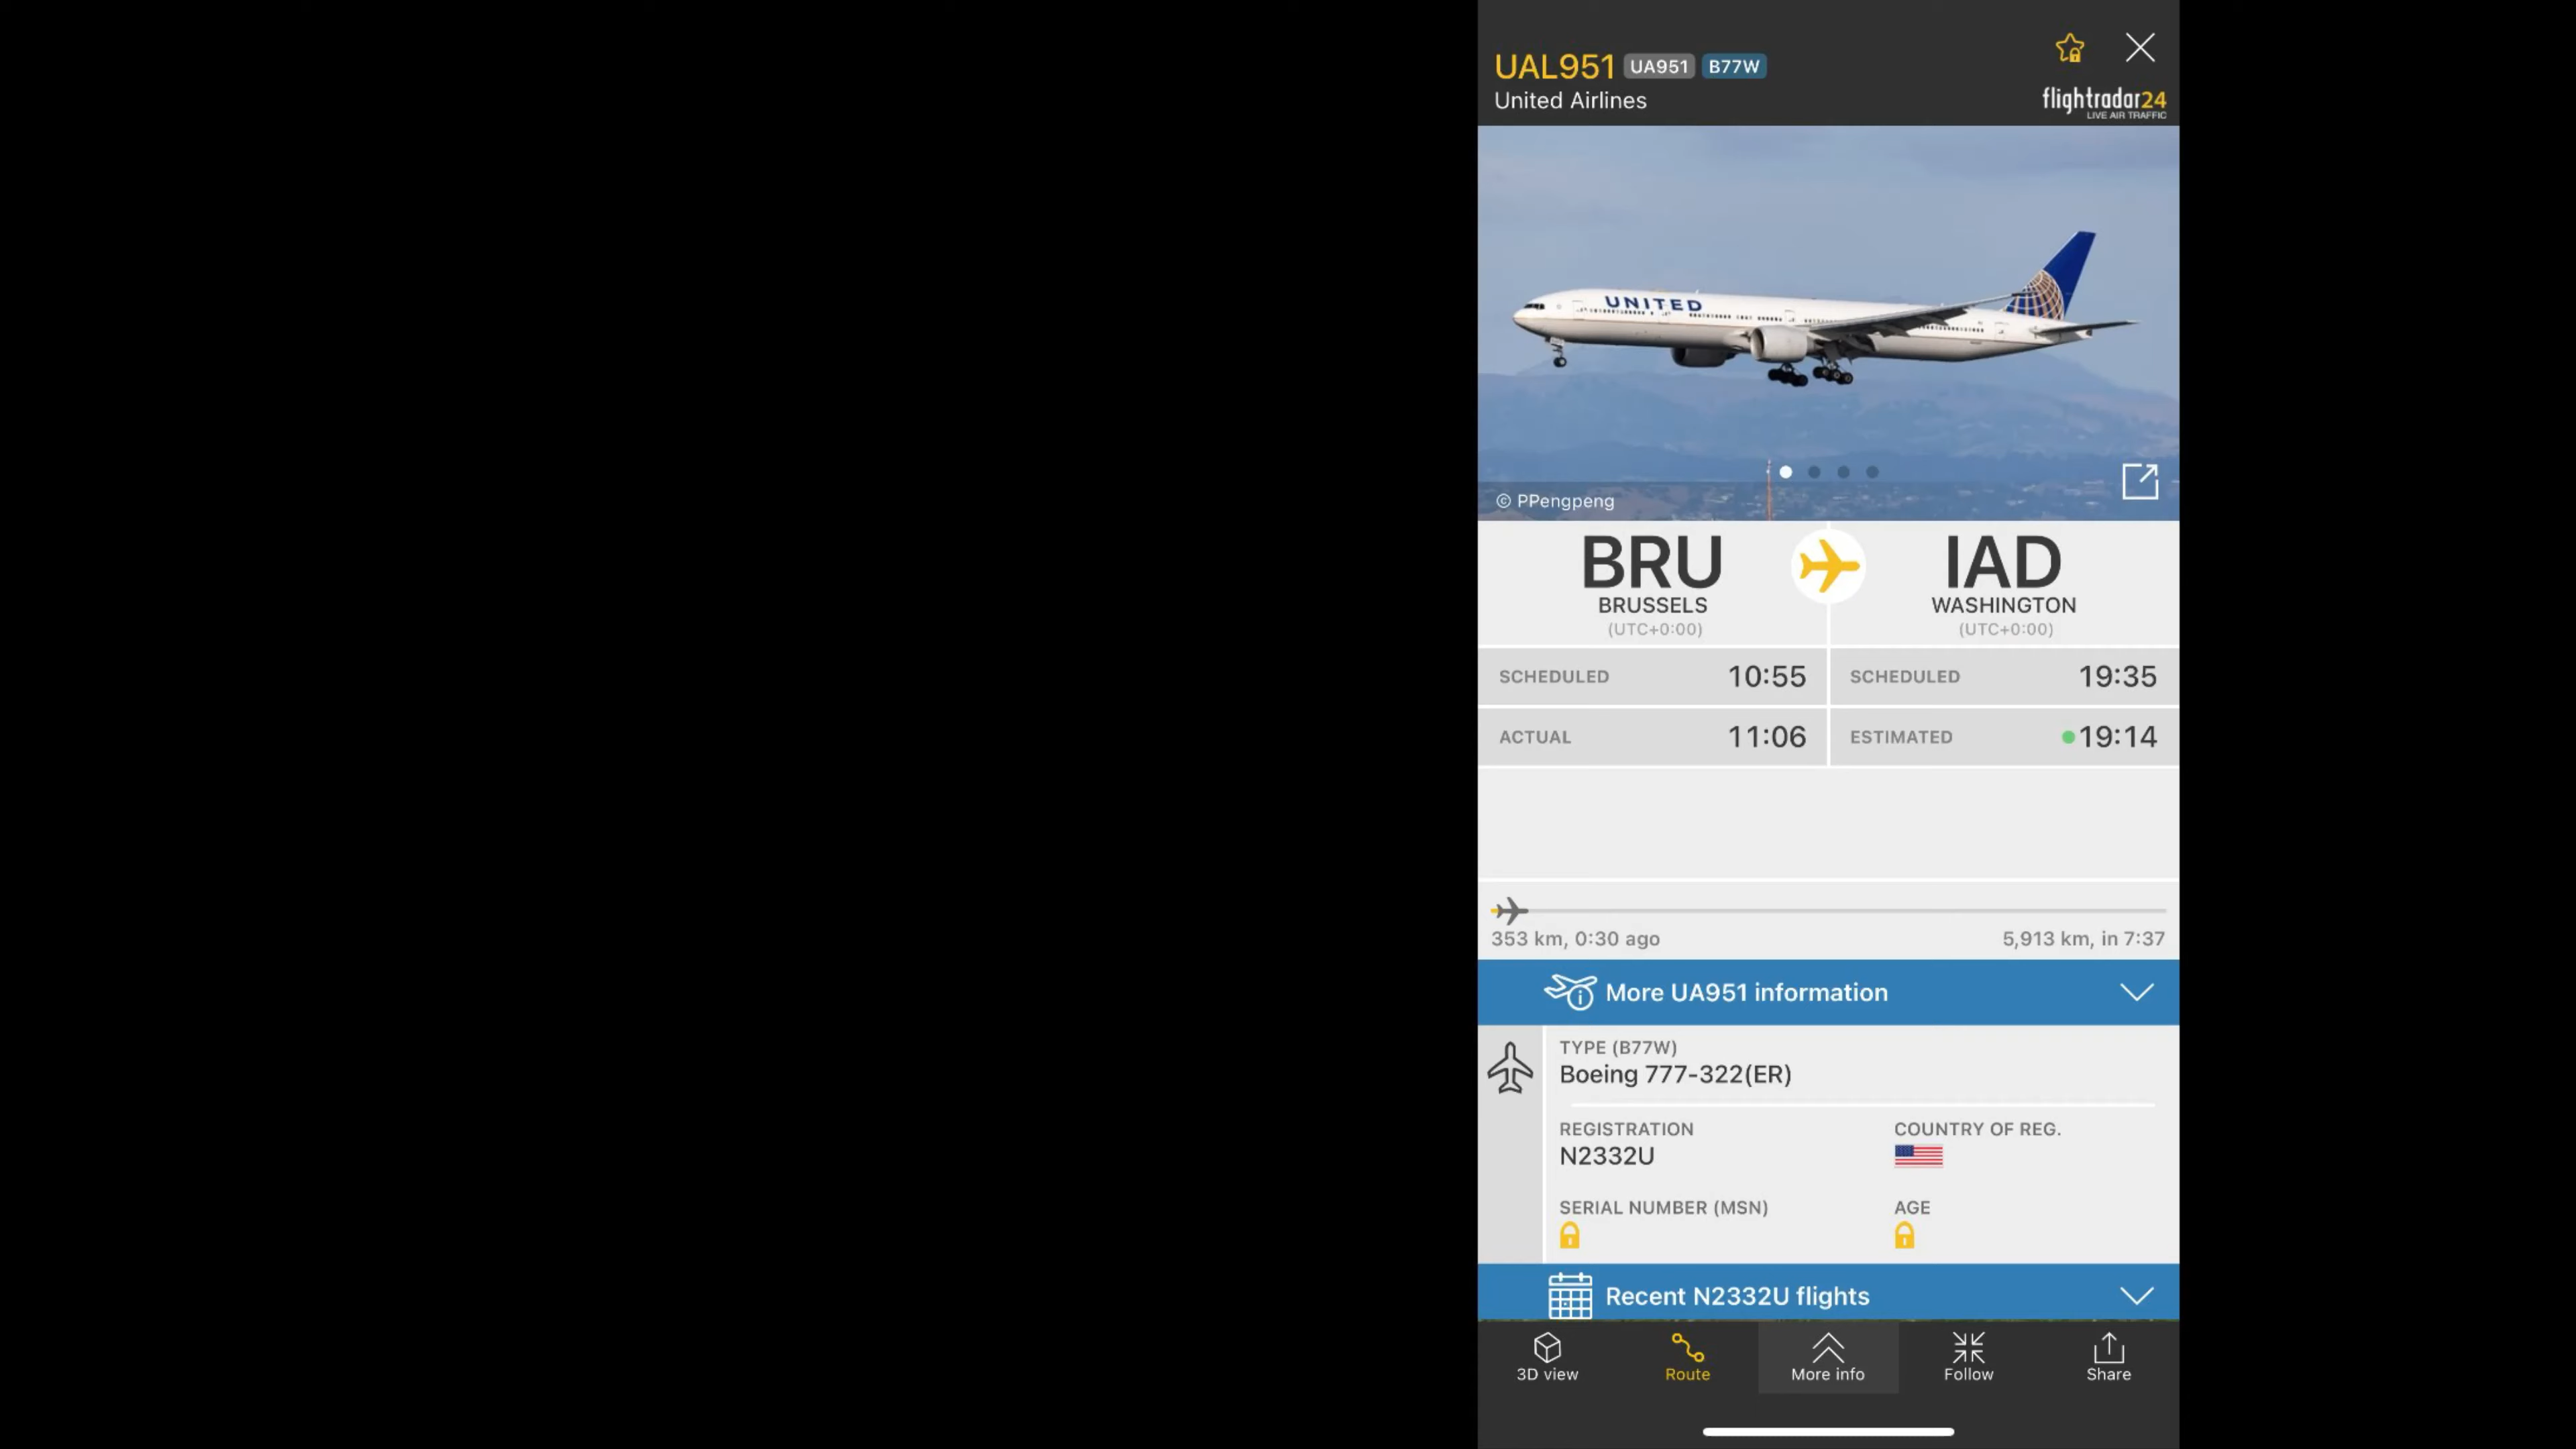 UAL951 UA951 B77W
United Airlines
flightradar24
LIVE AIR TRAFFIC
UNITED
© PPengpeng
BRU
BRUSSELS
(UTC+0:00)
IAD
WASHINGTON
(UTC+0:00)
SCHEDULED 10:55
SCHEDULED 19:35
ACTUAL 11:06
ESTIMATED 19:14
353 km, 0:30 ago
5,913 km, in 7:37
More UA951 information
TYPE (B77W)
Boeing 777-322(ER)
REGISTRATION
N2332U
COUNTRY OF REG.
SERIAL NUMBER (MSN)
AGE
Recent N2332U flights
3D view
Route
More info
Follow
Share